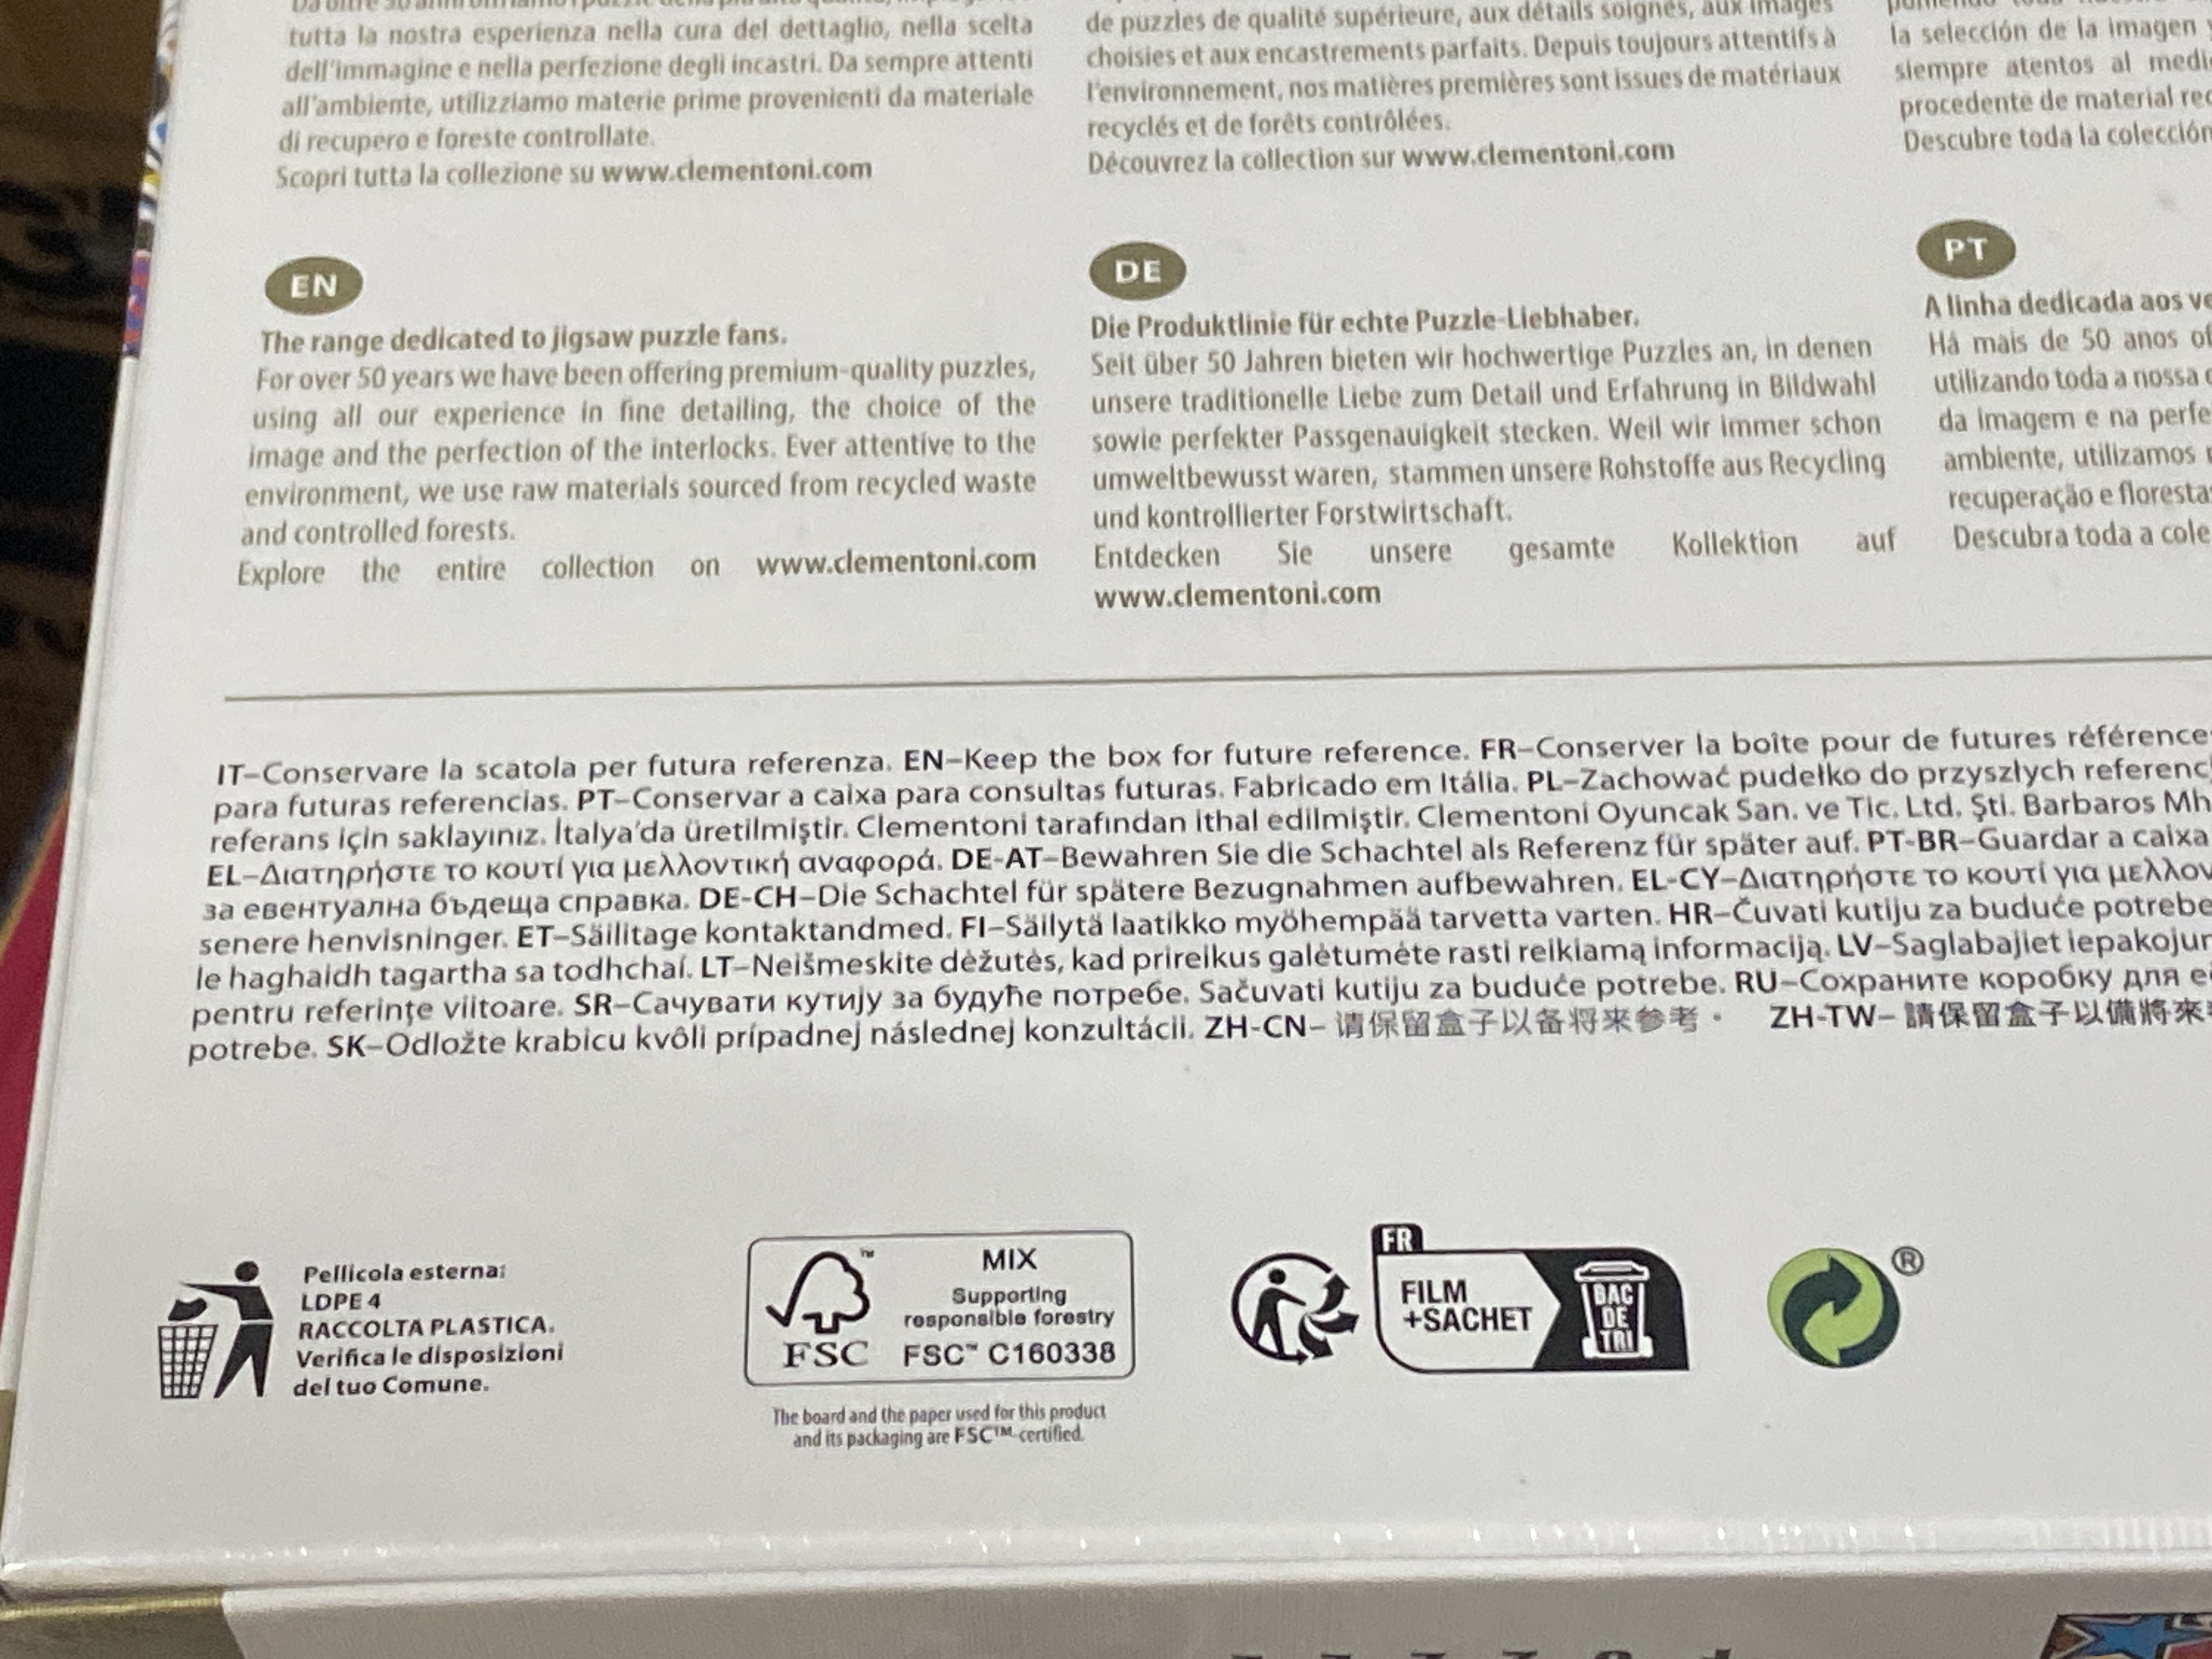 tutta la nostra esperienza nella cura del dettaglio, nella scelta
dell'immagine e nella perfezione degli incastri. Da sempre attenti
all'ambiente, utilizziamo materie prime provenienti da materiale
di recupero e foreste controllate.
Scopri tutta la collezione su www.clementoni.com
de puzzles de qualité supérieure, aux détails soignés, aux images
choisies et aux encastrements parfaits. Depuis toujours attentifs à
l'environnement, nos matières premières sont issues de matériaux
recyclés et de forêts contrôlées.
Découvrez la collection sur www.clementoni.com
la selección de la imagen
siempre atentos al
procedente de material
Descubre toda la colección
EN
The range dedicated to jigsaw puzzle fans.
For over 50 years we have been offering premium-quality puzzles,
using all our experience in fine detailing, the choice of the
image and the perfection of the interlocks. Ever attentive to the
environment, we use raw materials sourced from recycled waste
and controlled forests.
Explore the entire collection on www.clementoni.com
DE
Die Produktlinie für echte Puzzle-Liebhaber.
Seit über 50 Jahren bieten wir hochwertige Puzzles an, in denen
unsere traditionelle Liebe zum Detail und Erfahrung in Bildwahl
sowie perfekter Passgenauigkeit stecken. Weil wir immer schon
umweltbewusst waren, stammen unsere Rohstoffe aus Recycling
und kontrollierter Forstwirtschaft.
Entdecken Sie unsere gesamte Kollektion auf
www.clementoni.com
PT
A linha dedicada aos
Há mais de 50 anos
utilizando toda a nossa
da imagem e na
ambiente, utilizamos
recuperação e
Descubra toda a
IT–Conservare la scatola per futura referenza. EN–Keep the box for future reference. FR–Conserver la boîte pour de futures
para futuras referencias. PT–Conservar a caixa para consultas futuras. Fabricado em Itália. PL–Zachować pudełko do przyszłych
referans için saklayınız. İtalya'da üretilmiştir. Clementoni tarafından ithal edilmiştir. Clementoni Oyuncak San. ve Tic. Ltd. Şti. Barbaros Mh
EL–Διατηρήστε το κουτί για μελλοντική αναφορά. DE-AT–Bewahren Sie die Schachtel als Referenz für später auf. PT-BR–Guardar a caixa
за евентуална бъдеща справка. DE-CH–Die Schachtel für spätere Bezugnahmen aufbewahren. EL-CY–Διατηρήστε το κουτί για
senere henvisninger. ET–Säilitage kontaktandmed. FI–Säilytä laatikko myöhempää tarvetta varten. HR–Čuvati kutiju za buduće potrebe
le haghaidh tagartha sa todhchaí. LT–Neišmeskite dėžutės, kad prireikus galėtumėte rasti reikiamą informaciją. LV–Saglabājiet
pentru referințe viitoare. SR–Сачувати кутију за будуће потребе. Sačuvati kutiju za buduće potrebe. RU–Сохраните коробку для
potrebe. SK–Odložte krabicu kvôli prípadnej následnej konzultácii. ZH-CN– 请保留盒子以备将来参考。 ZH-TW– 請保留盒子以備將來
Pellicola esterna:
LDPE 4
RACCOLTA PLASTICA.
Verifica le disposizioni
del tuo Comune.
FSC
MIX
Supporting
responsible forestry
FSC™ C160338
The board and the paper used for this product
and its packaging are FSC™ certified.
FR
FILM
+SACHET
BAC
DE
TRI
®